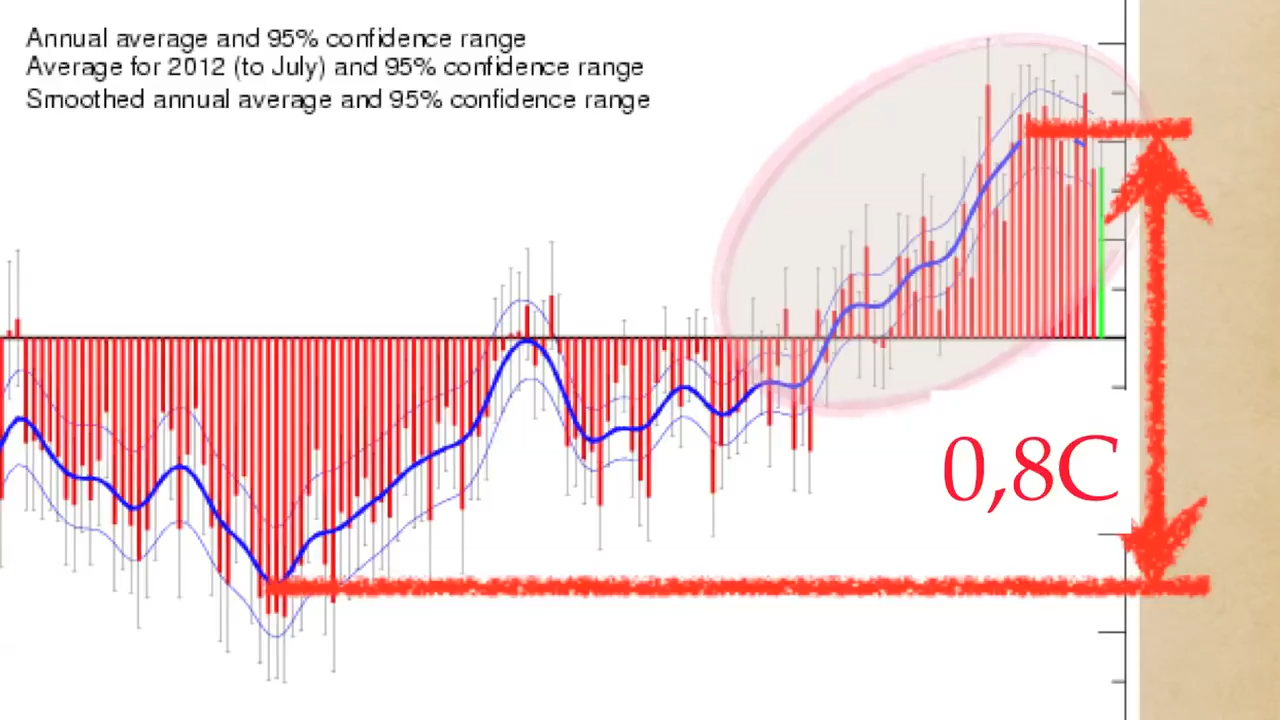 Annual average and 95% confidence range
Average for 2012 (to July) and 95% confidence range
Smoothed annual average and 95% confidence range
0,8C